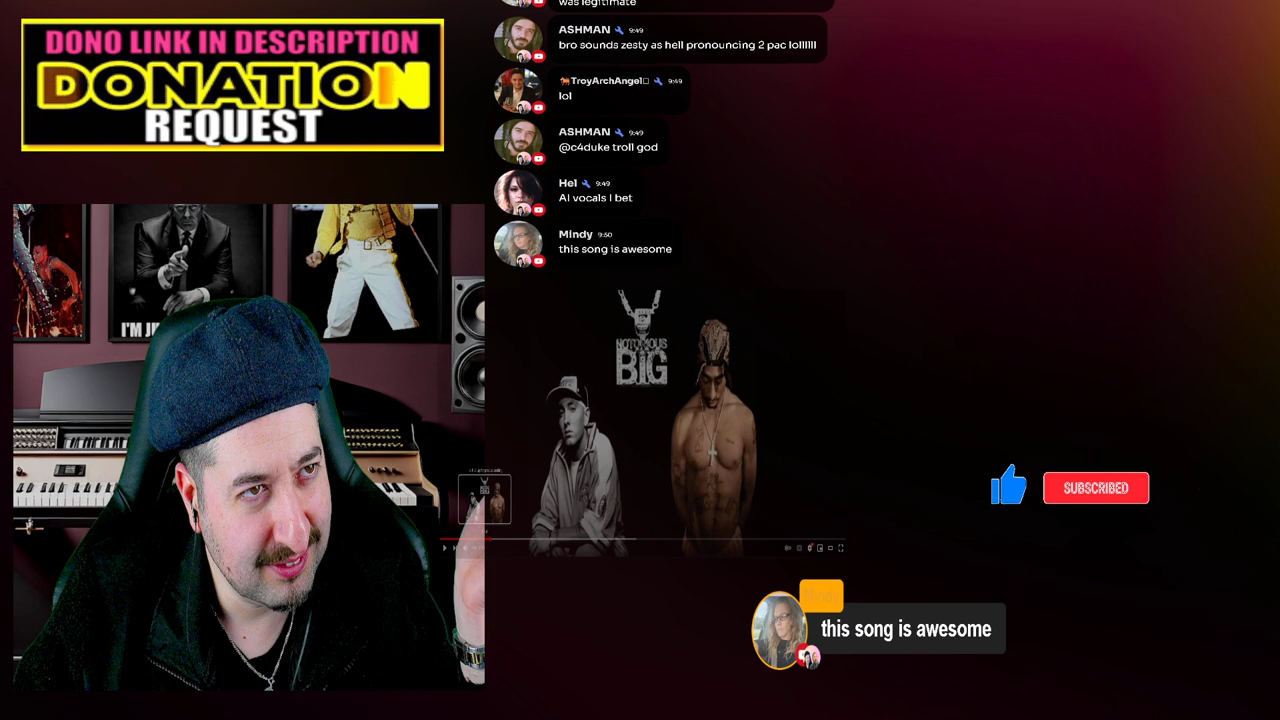 DONO LINK IN DESCRIPTION
DONATION
REQUEST
was legitimate
ASHMAN 9:49
bro sounds zesty as hell pronouncing 2 pac lollllll
TroyArchAngel 9:49
lol
ASHMAN 9:49
@c4duke troll god
Hel 9:49
AI vocals I bet
Mindy 9:50
this song is awesome
NOTORIOUS
BIG
SUBSCRIBED
this song is awesome